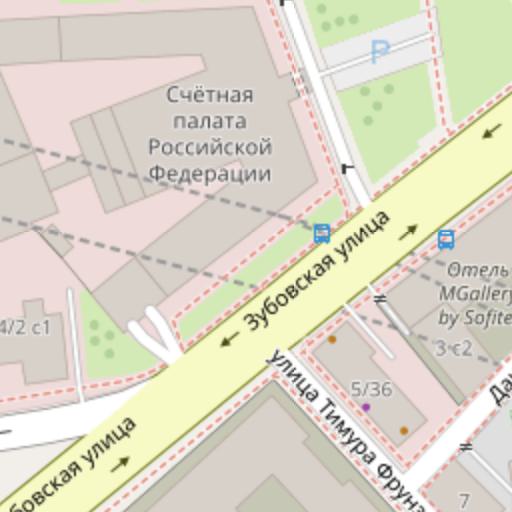 P
Счётная
палата
Российской
Федерации
Зубовская улица
Отель
MGallery
by Sofite
4/2 с1
3 с2
5/36
улица Тимура Фрунз
Да
бовская улица
7